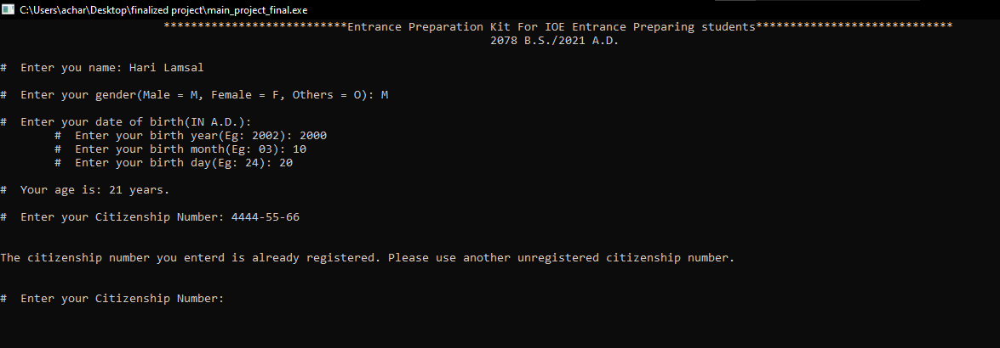 C:\Users\achar\Desktop\finalized project\main_project_final.exe
***************************Entrance Preparation Kit For IOE Entrance Preparing students*****************************
2078 B.S./2021 A.D.
#  Enter you name: Hari Lamsal
#  Enter your gender(Male = M, Female = F, Others = O): M
#  Enter your date of birth(IN A.D.):
#  Enter your birth year(Eg: 2002): 2000
#  Enter your birth month(Eg: 03): 10
#  Enter your birth day(Eg: 24): 20
#  Your age is: 21 years.
#  Enter your Citizenship Number: 4444-55-66
The citizenship number you enterd is already registered. Please use another unregistered citizenship number.
#  Enter your Citizenship Number: